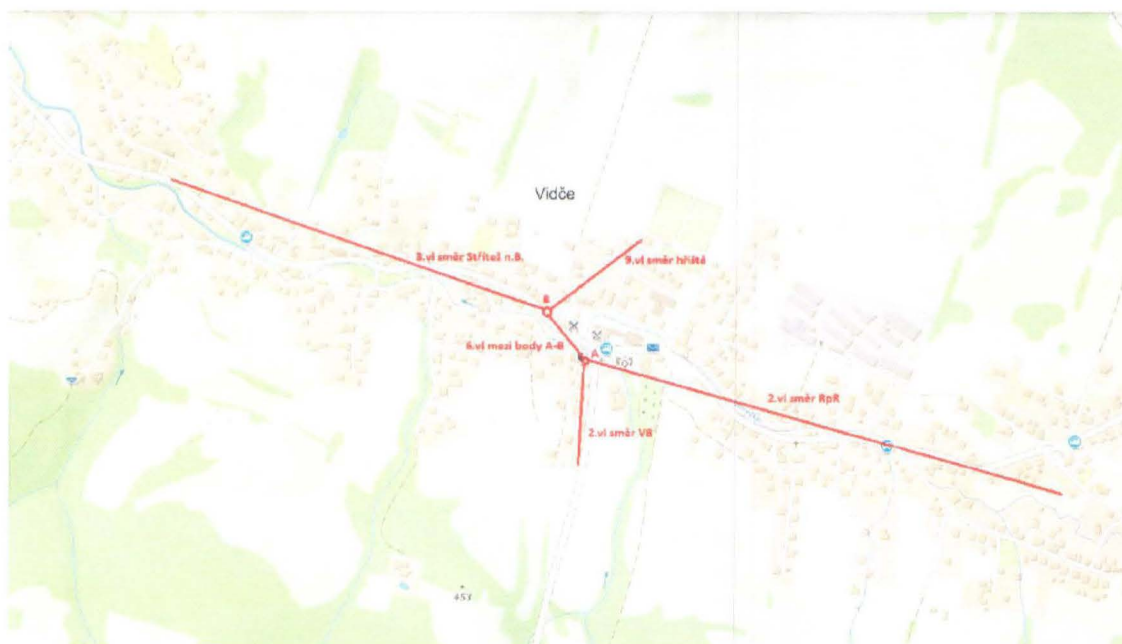 Vidče
3.vl směr Střítež n.B.
9.vl směr hřiště
B
6.vl mezi body A-B
A
2.vl směr RpR
2.vl směr VB
453